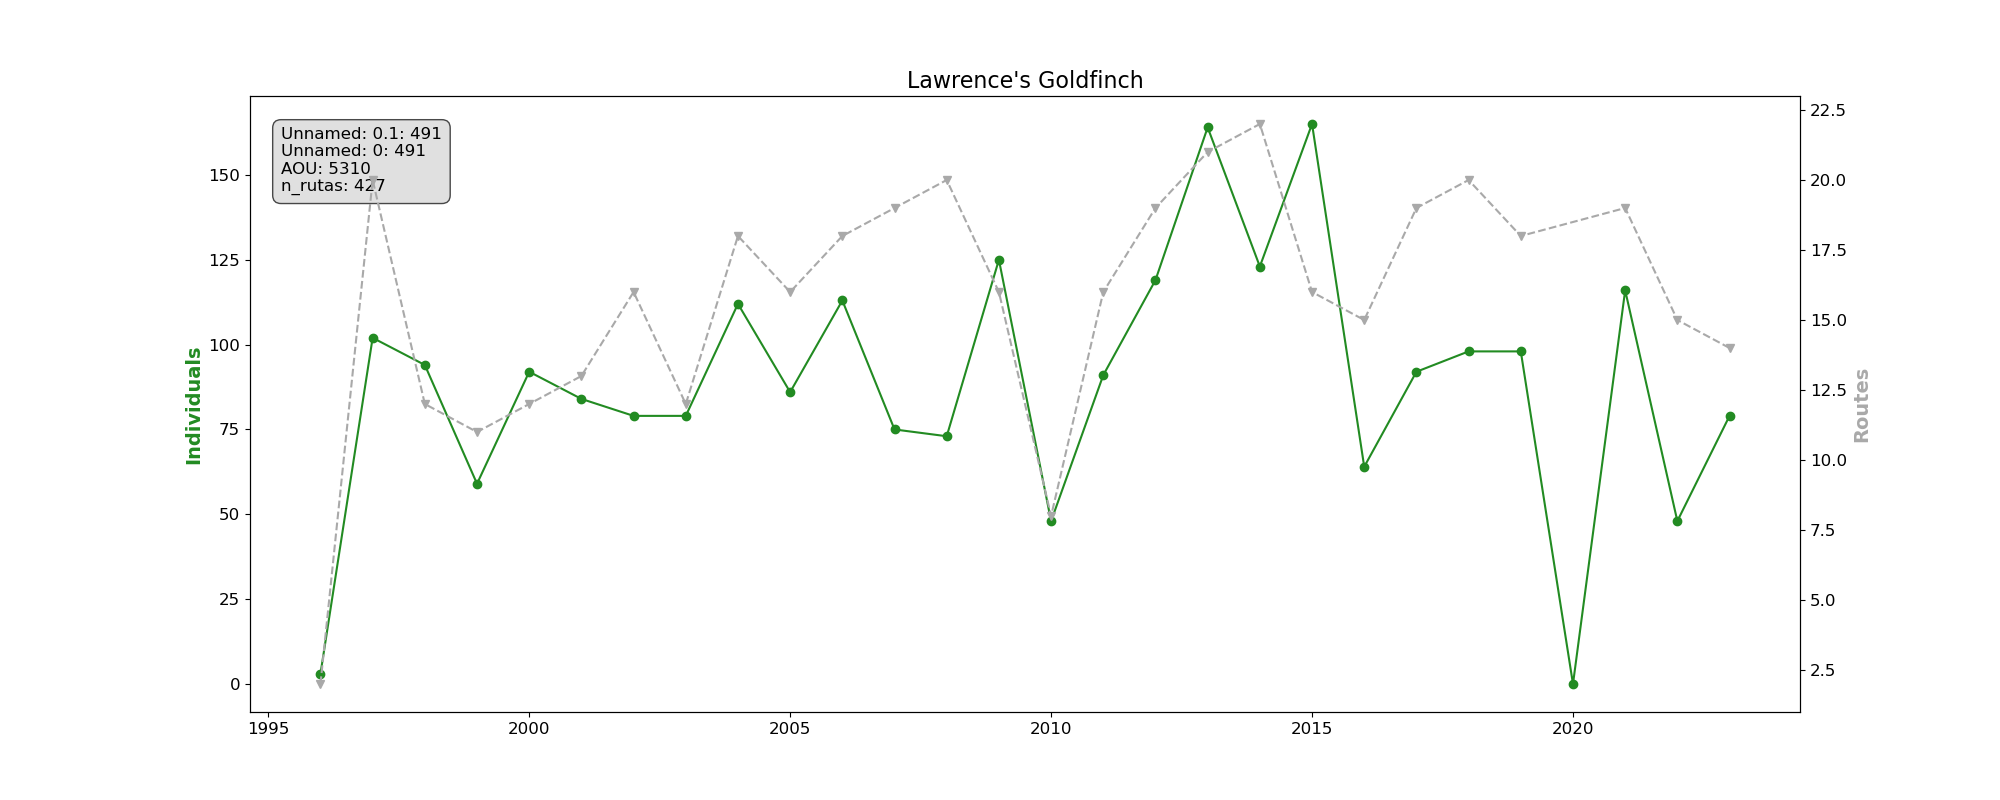 Lawrence's Goldfinch
Unnamed: 0.1: 491
Unnamed: 0: 491
AOU: 5310
n_rutas: 427
Individuals
150
125
100
75
50
25
0
22.5
20.0
17.5
15.0
12.5
10.0
7.5
5.0
2.5
Routes
1995 2000 2005 2010 2015 2020